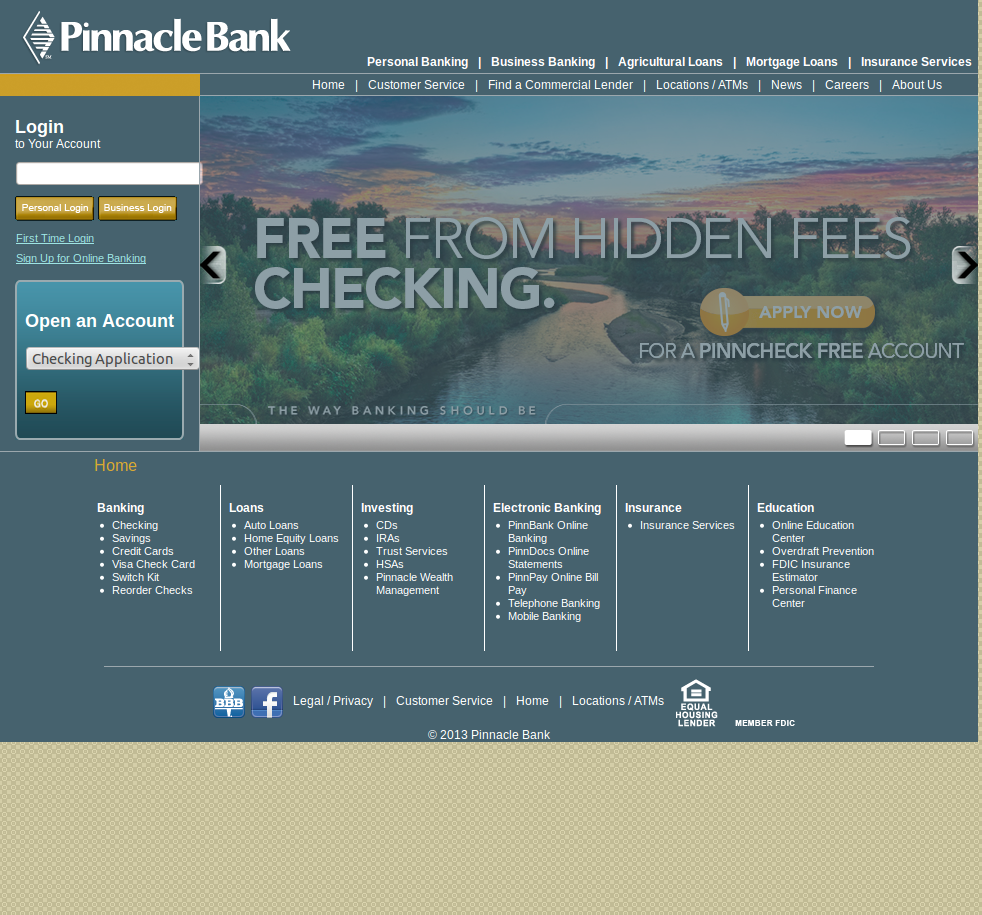 Pinnacle Bank
Personal Banking | Business Banking | Agricultural Loans | Mortgage Loans | Insurance Services
Home | Customer Service | Find a Commercial Lender | Locations / ATMs | News | Careers | About Us
Login
to Your Account
Personal Login Business Login
First Time Login
Sign Up for Online Banking
Open an Account
Checking Application
GO
FREE FROM HIDDEN FEES
CHECKING.
APPLY NOW
FOR A PINNCHECK FREE ACCOUNT
THE WAY BANKING SHOULD BE
Home
Banking
Checking
Savings
Credit Cards
Visa Check Card
Switch Kit
Reorder Checks
Loans
Auto Loans
Home Equity Loans
Other Loans
Mortgage Loans
Investing
CDs
IRAs
Trust Services
HSAs
Pinnacle Wealth
Management
Electronic Banking
PinnBank Online
Banking
PinnDocs Online
Statements
PinnPay Online Bill
Pay
Telephone Banking
Mobile Banking
Insurance
Insurance Services
Education
Online Education
Center
Overdraft Prevention
FDIC Insurance
Estimator
Personal Finance
Center
BBB
f
Legal / Privacy | Customer Service | Home | Locations / ATMs
EQUAL
HOUSING
LENDER
MEMBER FDIC
© 2013 Pinnacle Bank